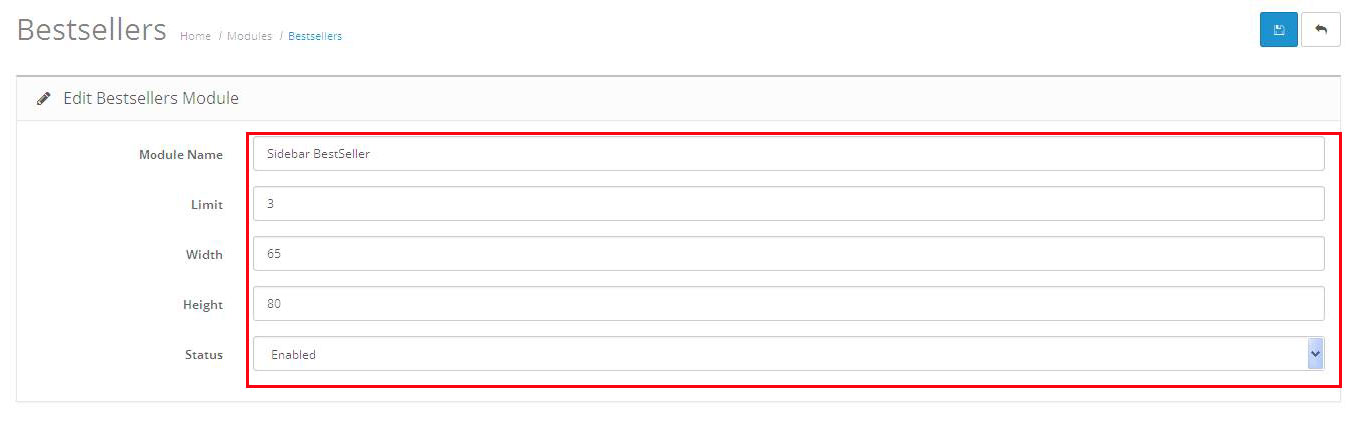 Bestsellers Home / Modules / Bestsellers
Edit Bestsellers Module
Module Name Sidebar BestSeller
Limit 3
Width 65
Height 80
Status Enabled